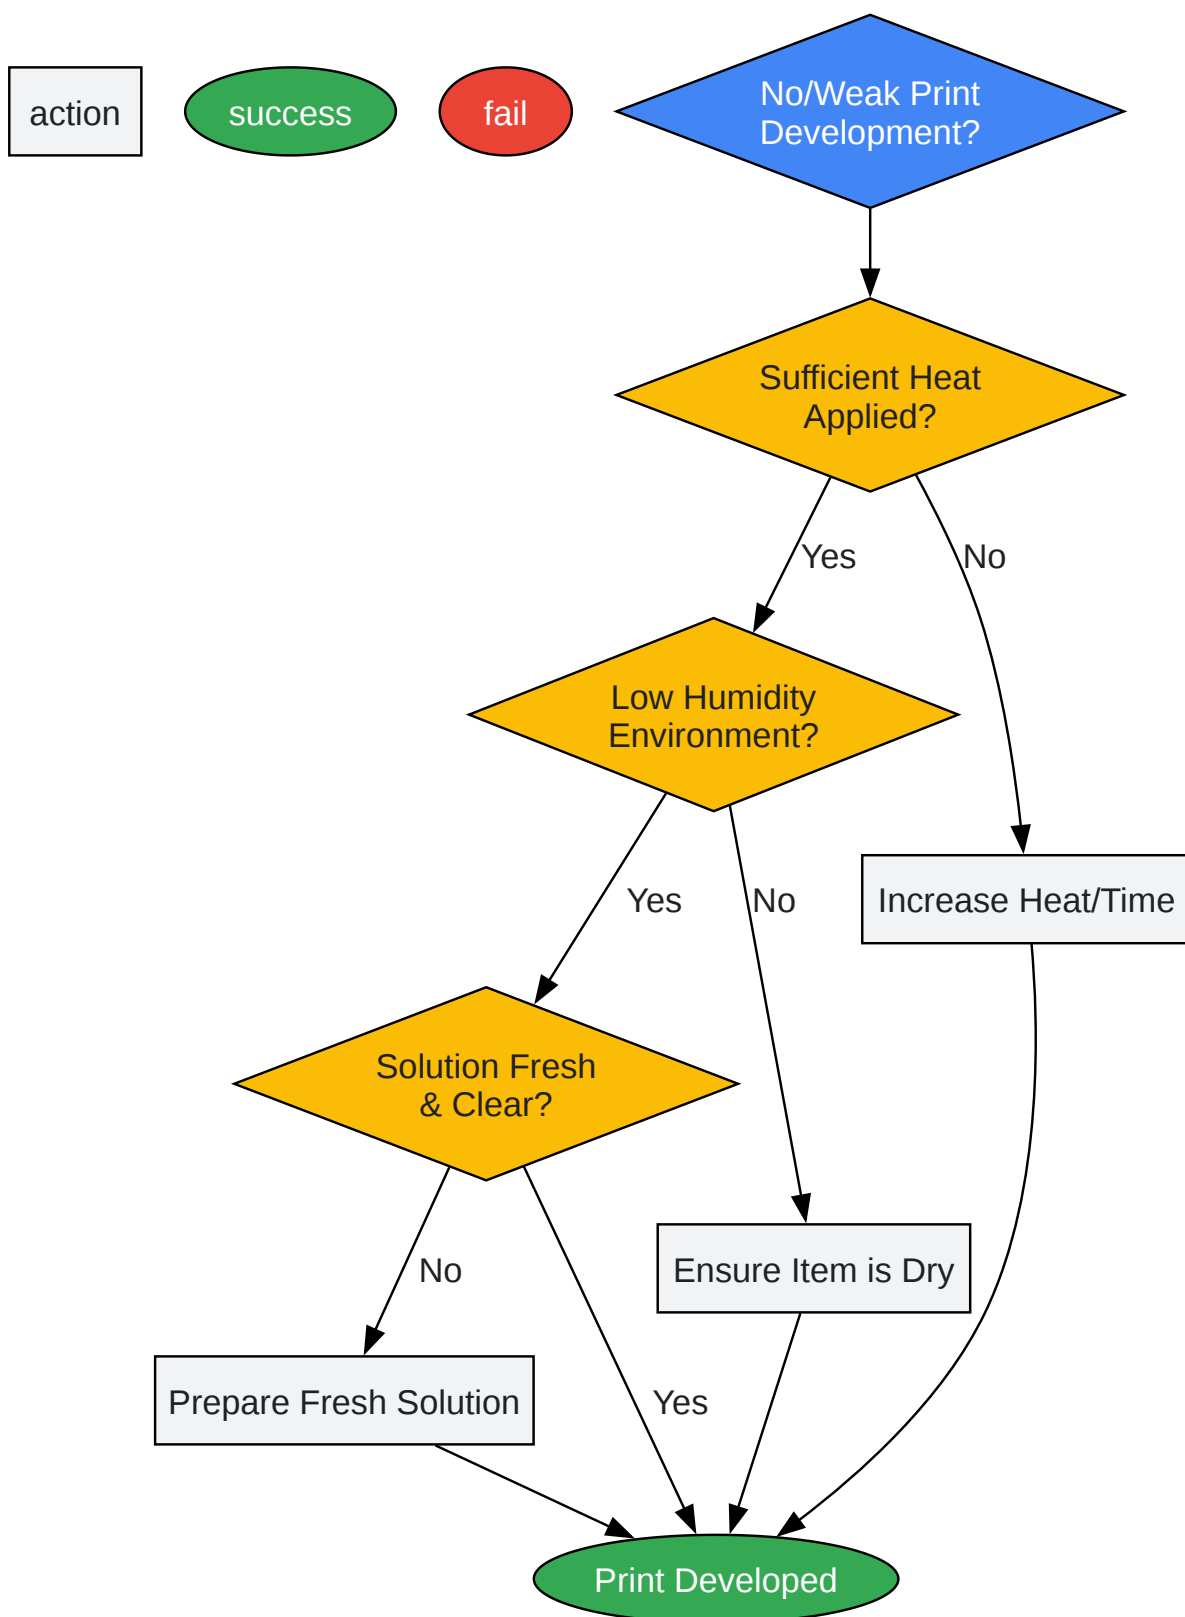 action
success
fail
No/Weak Print
Development?
Sufficient Heat
Applied?
Yes
No
Low Humidity
Environment?
Yes
No
Increase Heat/Time
Solution Fresh
& Clear?
No
Ensure Item is Dry
Prepare Fresh Solution
Yes
Print Developed